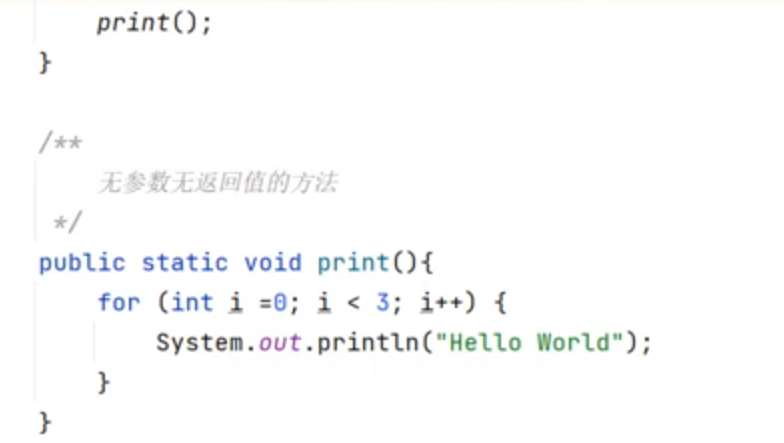 print();
}
/**
无参数无返回值的方法
*/
public static void print(){
for (int i =0; i < 3; i++) {
System.out.println("Hello World");
}
}